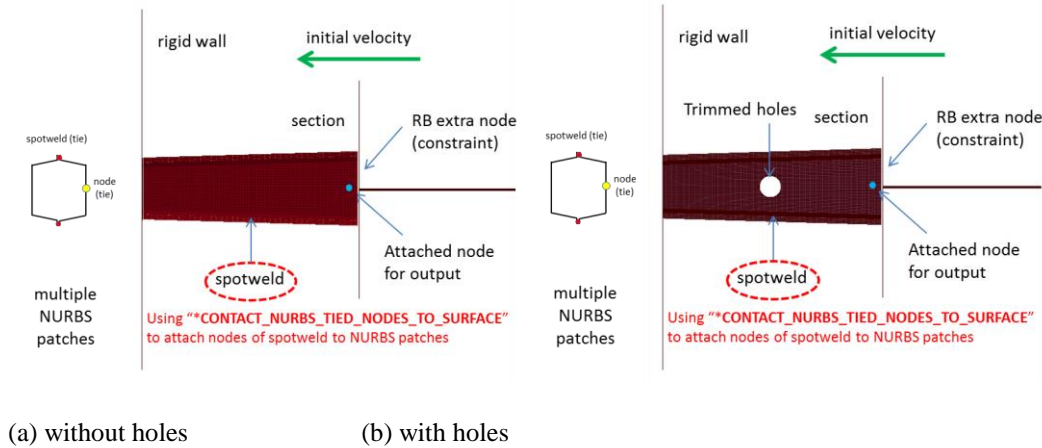 rigid wall
initial velocity
section
RB extra node
(constraint)
spotweld (tie)
node
(tie)
Attached node
for output
spotweld
multiple
NURBS
patches
Using “*CONTACT_NURBS_TIED_NODES_TO_SURFACE”
to attach nodes of spotweld to NURBS patches
rigid wall
initial velocity
Trimmed holes
section
RB extra node
(constraint)
spotweld (tie)
node
(tie)
Attached node
for output
spotweld
multiple
NURBS
patches
Using “*CONTACT_NURBS_TIED_NODES_TO_SURFACE”
to attach nodes of spotweld to NURBS patches
(a) without holes
(b) with holes